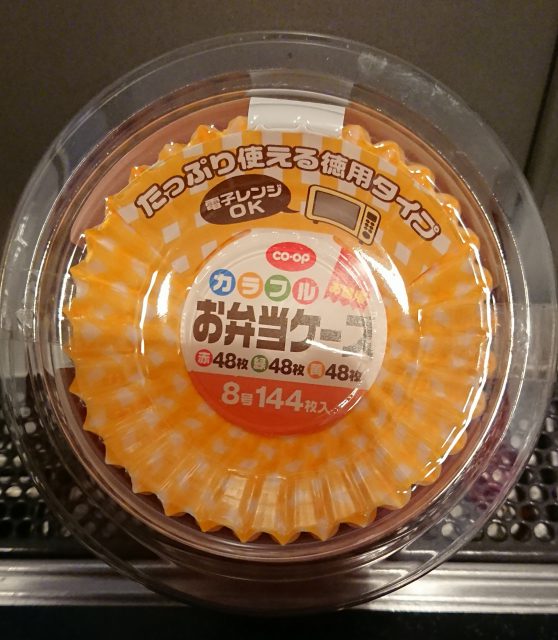 たっぷり使える徳用タイプ
電子レンジ
OK
CO·OP
カラフル
お弁当ケース
赤48枚 緑48枚 黄48枚
8号144枚入